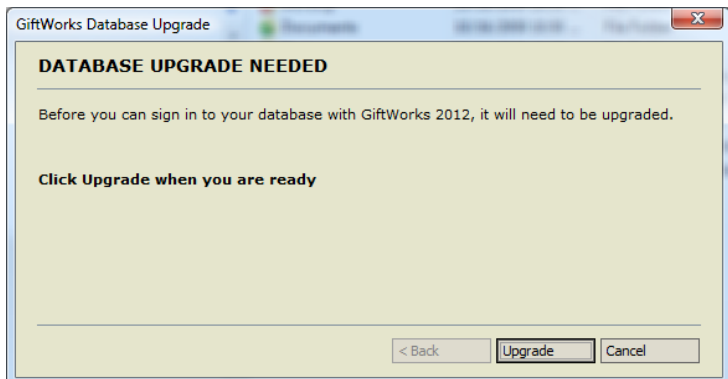 GiftWorks Database Upgrade
DATABASE UPGRADE NEEDED
Before you can sign in to your database with GiftWorks 2012, it will need to be upgraded.
Click Upgrade when you are ready
< Back Upgrade Cancel